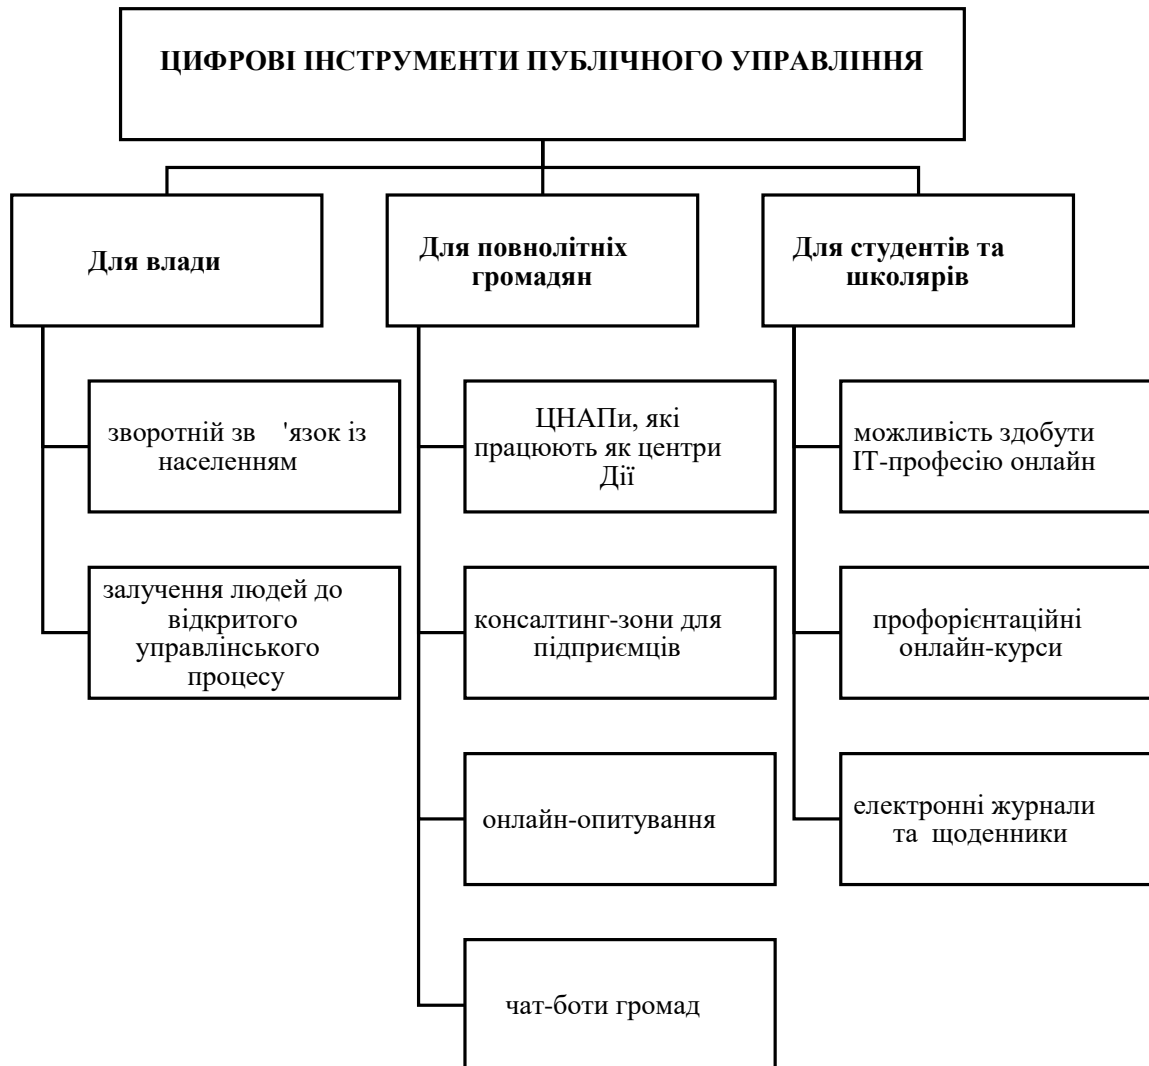 ЦИФРОВІ ІНСТРУМЕНТИ ПУБЛІЧНОГО УПРАВЛІННЯ
Для влади
зворотній зв 'язок із
населенням
залучення людей до
відкритого
управлінського
процесу
Для повнолітніх
громадян
ЦНАПи, які
працюють як центри
Дії
консалтинг-зони для
підприємців
онлайн-опитування
чат-боти громад
Для студентів та
школярів
можливість здобути
ІТ-професію онлайн
профорієнтаційні
онлайн-курси
електронні журнали
та щоденники